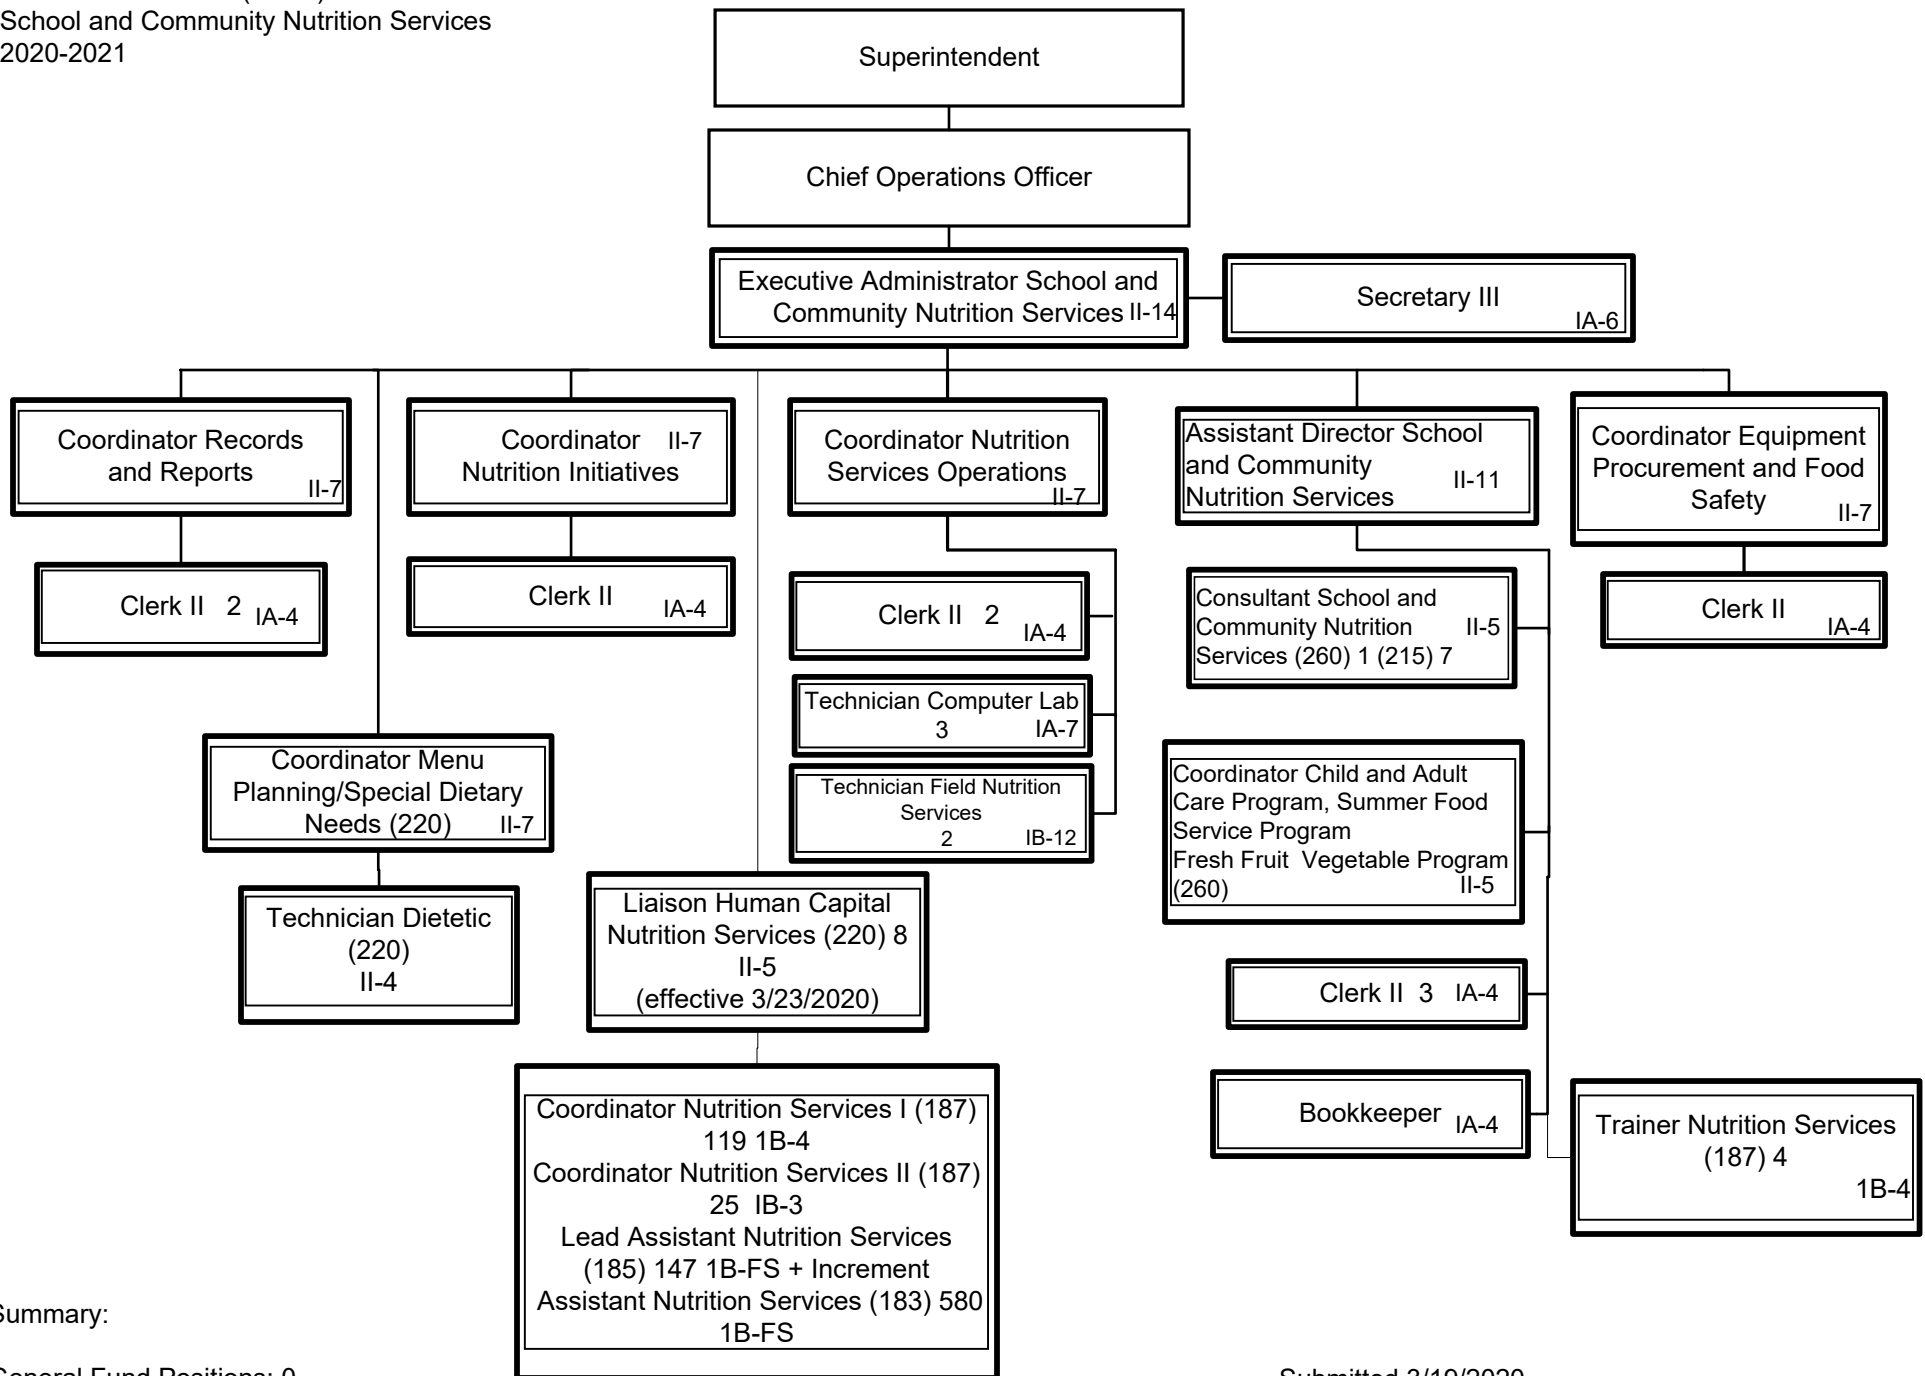 School and Community Nutrition Services
2020-2021
Superintendent
Chief Operations Officer
Executive Administrator School and
Community Nutrition Services II-14
Secretary III
IA-6
Coordinator Records
and Reports
II-7
Coordinator II-7
Nutrition Initiatives
Coordinator Nutrition
Services Operations
II-7
Assistant Director School
and Community
II-11
Nutrition Services
Coordinator Equipment
Procurement and Food
Safety
II-7
Clerk II 2 IA-4
Clerk II
IA-4
Clerk II 2
IA-4
Technician Computer Lab
3 IA-7
Technician Field Nutrition
Services
2 IB-12
Consultant School and
Community Nutrition II-5
Services (260) 1 (215) 7
Clerk II
IA-4
Coordinator Menu
Planning/Special Dietary
Needs (220) II-7
Technician Dietetic
(220)
II-4
Liaison Human Capital
Nutrition Services (220) 8
II-5
(effective 3/23/2020)
Coordinator Child and Adult
Care Program, Summer Food
Service Program
Fresh Fruit Vegetable Program
(260) II-5
Clerk II 3 IA-4
Bookkeeper IA-4
Trainer Nutrition Services
(187) 4
1B-4
Coordinator Nutrition Services I (187)
119 1B-4
Coordinator Nutrition Services II (187)
25 IB-3
Lead Assistant Nutrition Services
(185) 147 1B-FS + Increment
Assistant Nutrition Services (183) 580
1B-FS
Summary:
General Fund Positions: 0
Submitted 3/19/2020